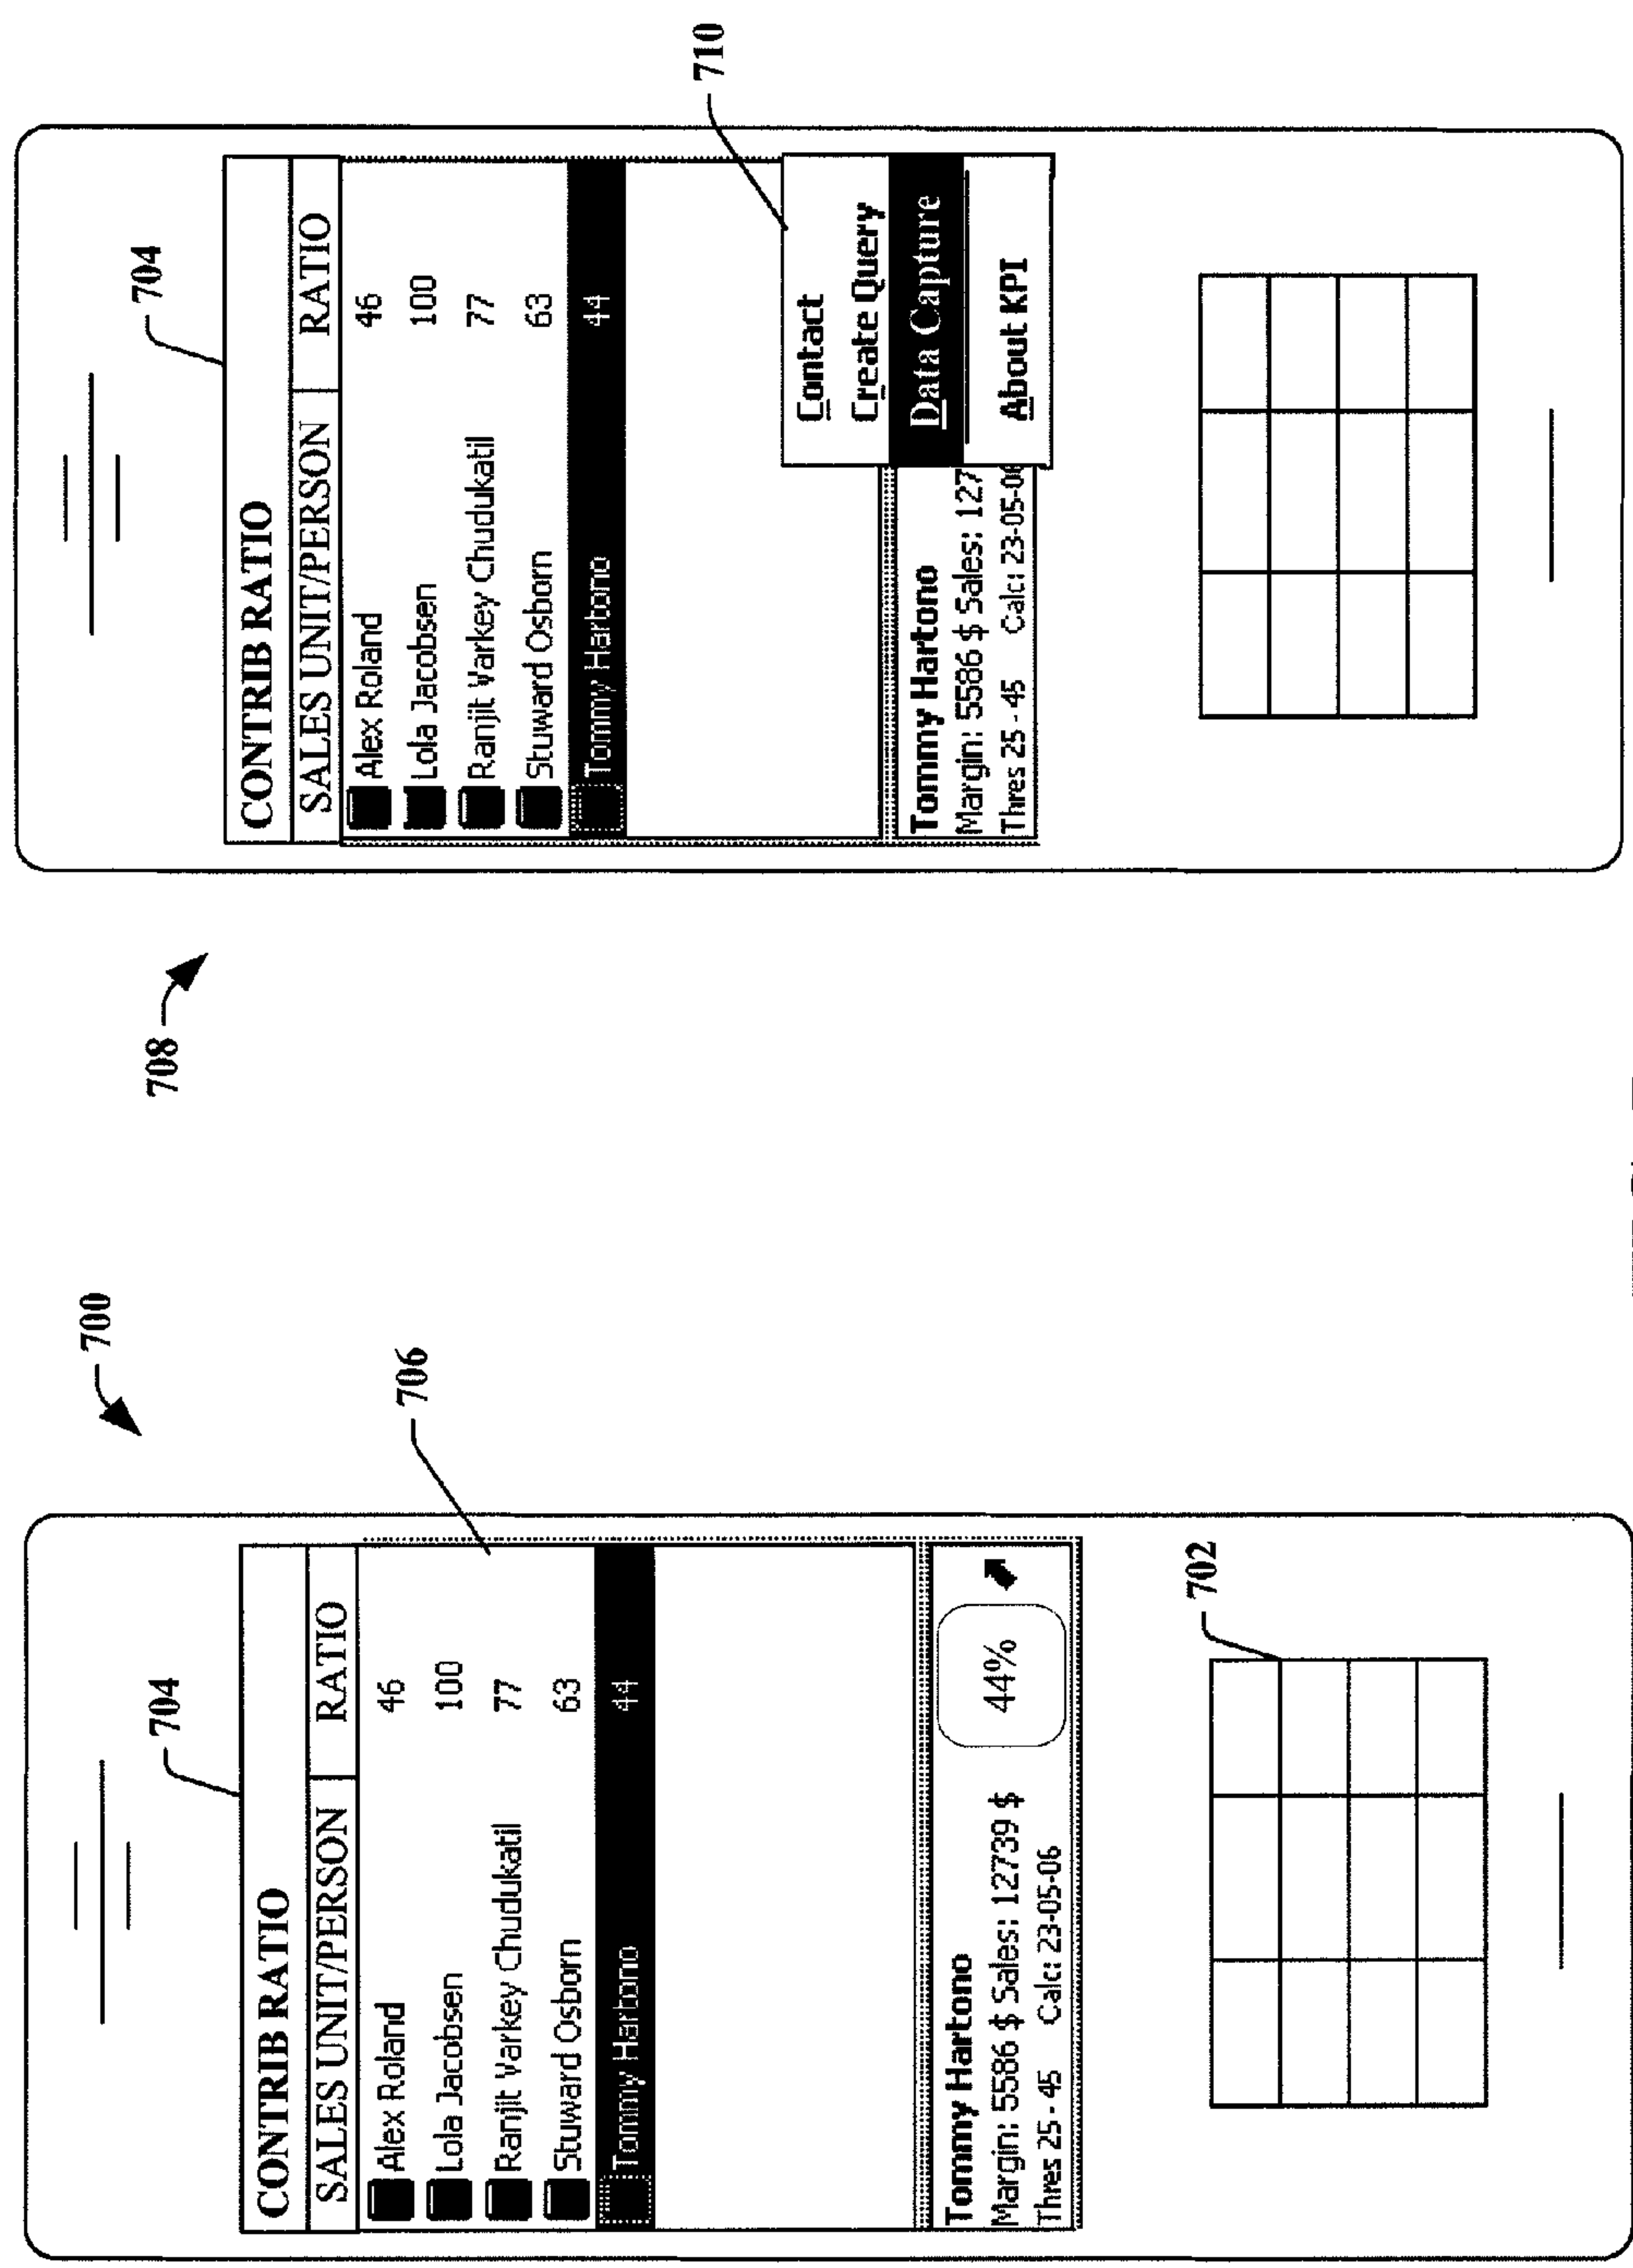 700
704
CONTRIB RATIO
SALES UNIT/PERSON RATIO
Alex Roland 46
Lola Jacobsen 100
Ranjit Varkey Chudukatil 77
Stuward Osborn 63
Tommy Hartono 44
706
Tommy Hartono
Margin: 5586 $ Sales: 12739 $
Thres 25 - 45 Calc: 23-05-06
44%
702
708
704
CONTRIB RATIO
SALES UNIT/PERSON RATIO
Alex Roland 46
Lola Jacobsen 100
Ranjit Varkey Chudukatil 77
Stuward Osborn 63
Tommy Hartono 44
710
Contact
Create Query
Data Capture
About KPI
Tommy Hartono
Margin: 5586 $ Sales: 127
Thres 25 - 45 Calc: 23-05-06